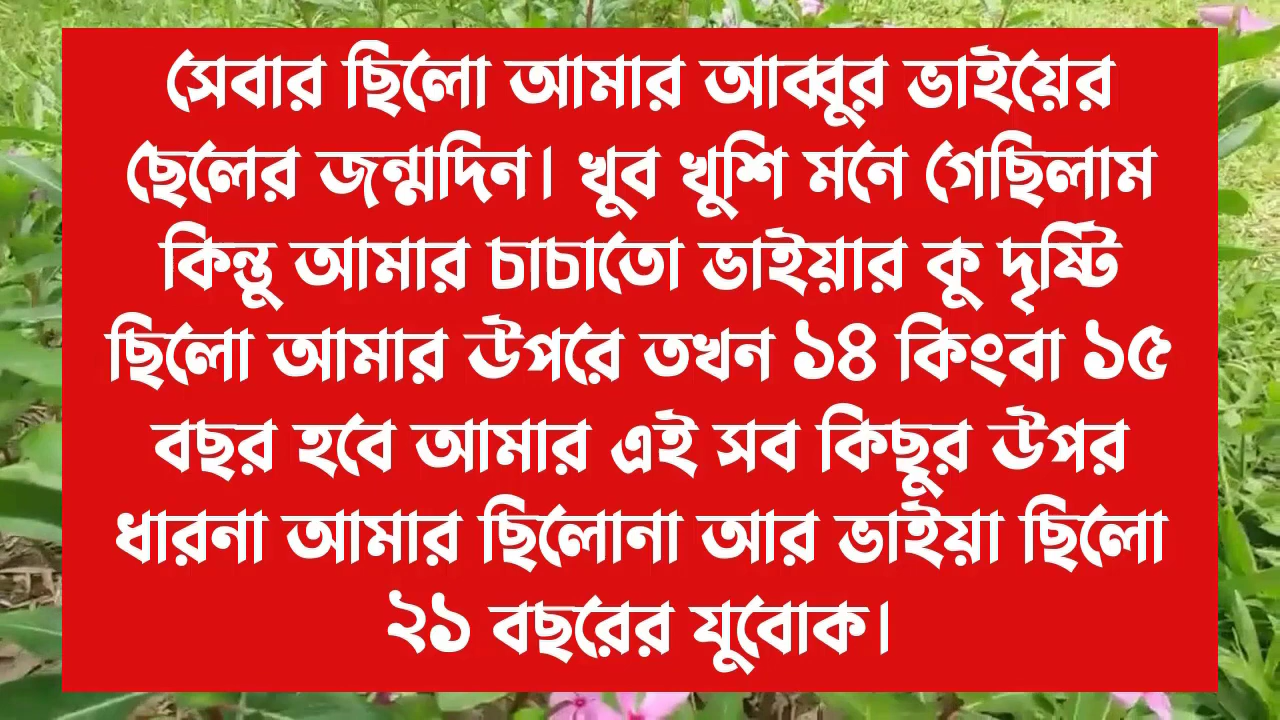 সেবার ছিলো আমার আব্বুর ভাইয়ের
ছেলের জন্মদিন। খুব খুশি মনে গেছিলাম
কিন্তু আমার চাচাতো ভাইয়ার কু দৃষ্টি
ছিলো আমার উপরে তখন ১৪ কিংবা ১৫
বছর হবে আমার এই সব কিছুর উপর
ধারনা আমার ছিলোনা আর ভাইয়া ছিলো
২১ বছরের যুবোক।